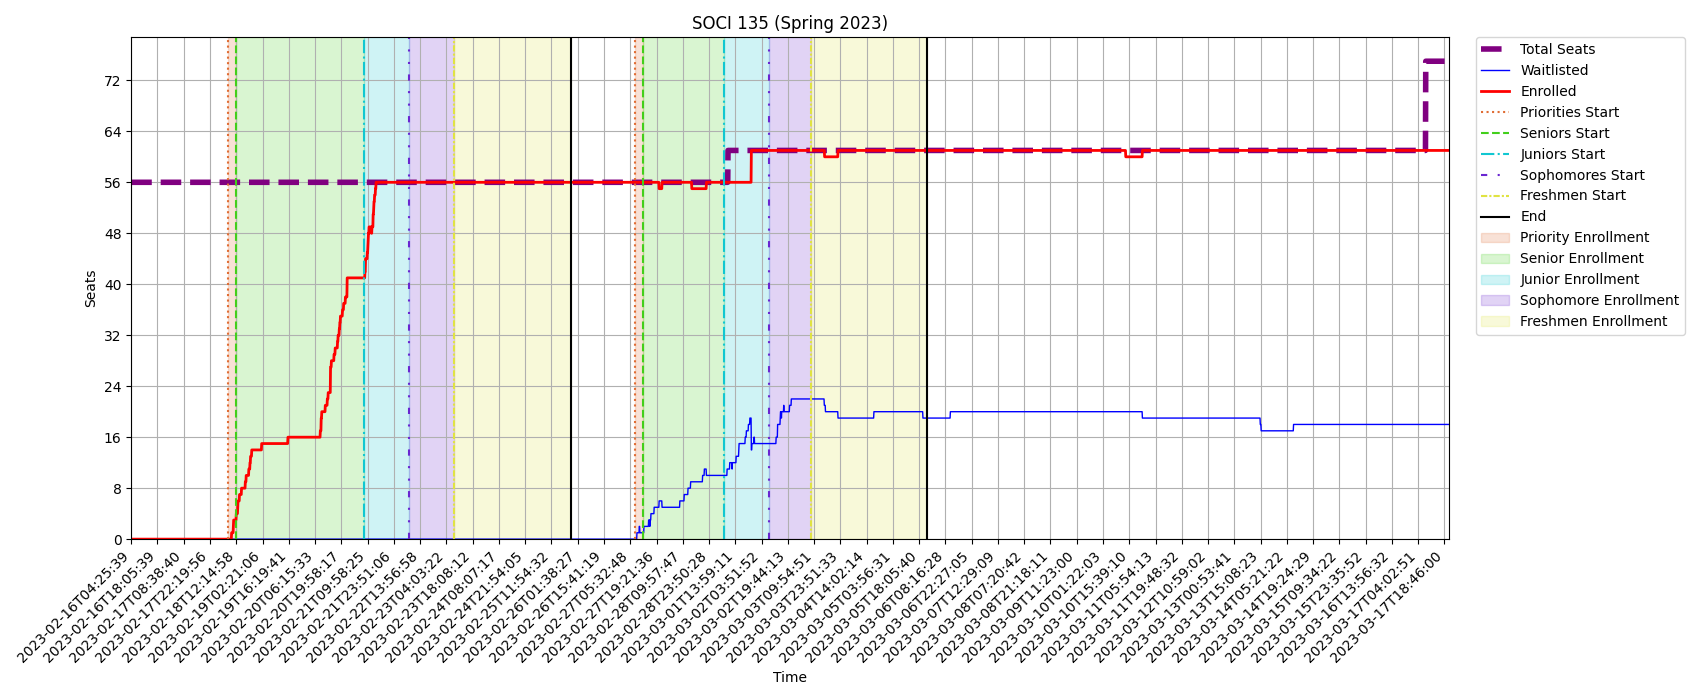 SOCI 135 (Spring 2023)
Seats
72
64
56
48
40
32
24
16
8
0
2023-02-16T04:25:39
2023-02-16T18:05:39
2023-02-17T08:38:40
2023-02-17T22:19:56
2023-02-18T12:14:58
2023-02-19T02:21:06
2023-02-19T16:19:41
2023-02-20T06:15:33
2023-02-20T19:58:17
2023-02-21T09:58:25
2023-02-21T23:51:06
2023-02-22T13:56:58
2023-02-23T04:03:22
2023-02-23T18:08:12
2023-02-24T08:07:17
2023-02-24T21:54:05
2023-02-25T11:54:32
2023-02-26T01:38:27
2023-02-26T15:41:19
2023-02-27T05:32:48
2023-02-27T19:21:36
2023-02-28T09:57:47
2023-02-28T23:50:28
2023-03-01T13:59:11
2023-03-02T03:51:52
2023-03-02T19:44:13
2023-03-03T09:54:51
2023-03-03T23:51:33
2023-03-04T14:02:14
2023-03-05T03:56:31
2023-03-05T18:05:40
2023-03-06T08:16:28
2023-03-06T22:27:05
2023-03-07T12:29:09
2023-03-08T07:20:42
2023-03-08T21:18:11
2023-03-09T11:23:00
2023-03-10T01:22:03
2023-03-10T15:39:10
2023-03-11T05:54:13
2023-03-11T19:48:32
2023-03-12T10:59:02
2023-03-13T00:53:41
2023-03-13T15:08:23
2023-03-14T05:21:22
2023-03-14T19:24:29
2023-03-15T09:34:22
2023-03-15T23:35:52
2023-03-16T13:56:32
2023-03-17T04:02:51
2023-03-17T18:46:00
Time
Total Seats
Waitlisted
Enrolled
Priorities Start
Seniors Start
Juniors Start
Sophomores Start
Freshmen Start
End
Priority Enrollment
Senior Enrollment
Junior Enrollment
Sophomore Enrollment
Freshmen Enrollment